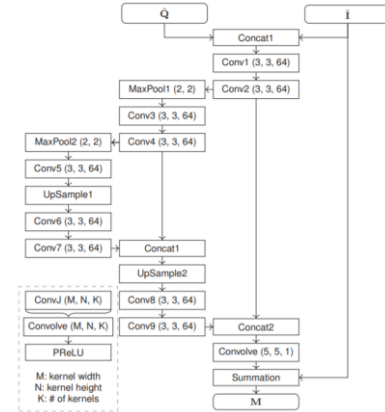 Q̂ Ī
Concat1
Conv1 (3, 3, 64)
MaxPool1 (2, 2) Conv2 (3, 3, 64)
Conv3 (3, 3, 64)
MaxPool2 (2, 2) Conv4 (3, 3, 64)
Conv5 (3, 3, 64)
UpSample1
Conv6 (3, 3, 64)
Conv7 (3, 3, 64) Concat1
UpSample2
ConvJ (M, N, K) Conv8 (3, 3, 64)
Convolve (M, N, K) Conv9 (3, 3, 64) Concat2
PReLU Convolve (5, 5, 1)
M: kernel width Summation
N: kernel height
K: # of kernels M